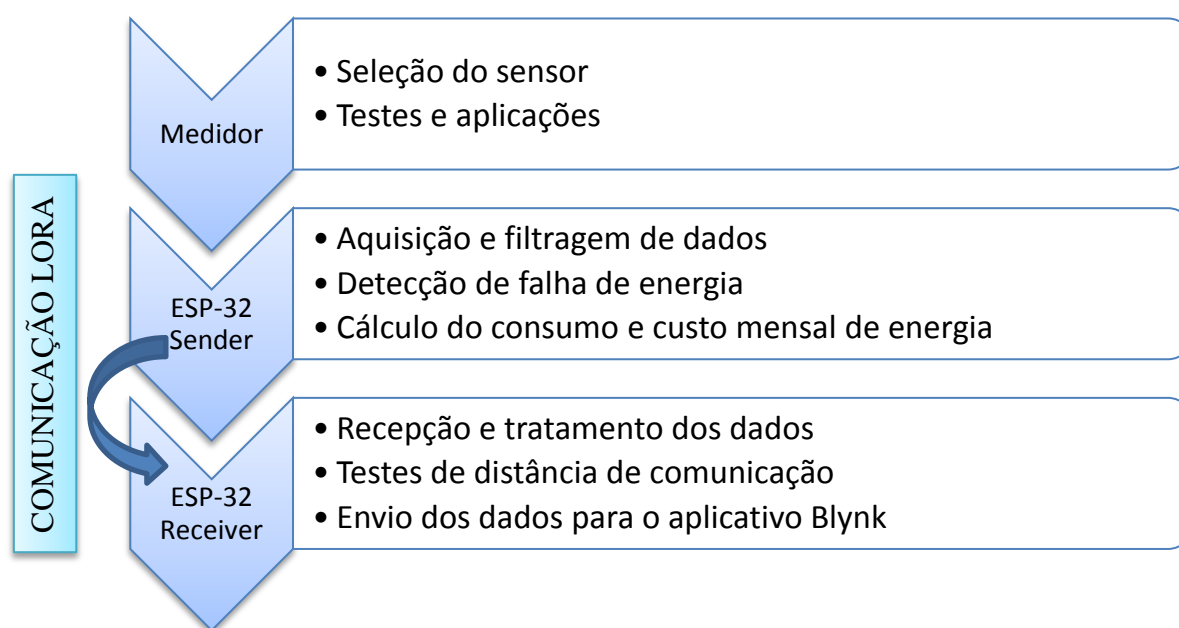 COMUNICAÇÃO LORA
Medidor
• Seleção do sensor
• Testes e aplicações
ESP-32
Sender
• Aquisição e filtragem de dados
• Detecção de falha de energia
• Cálculo do consumo e custo mensal de energia
ESP-32
Receiver
• Recepção e tratamento dos dados
• Testes de distância de comunicação
• Envio dos dados para o aplicativo Blynk